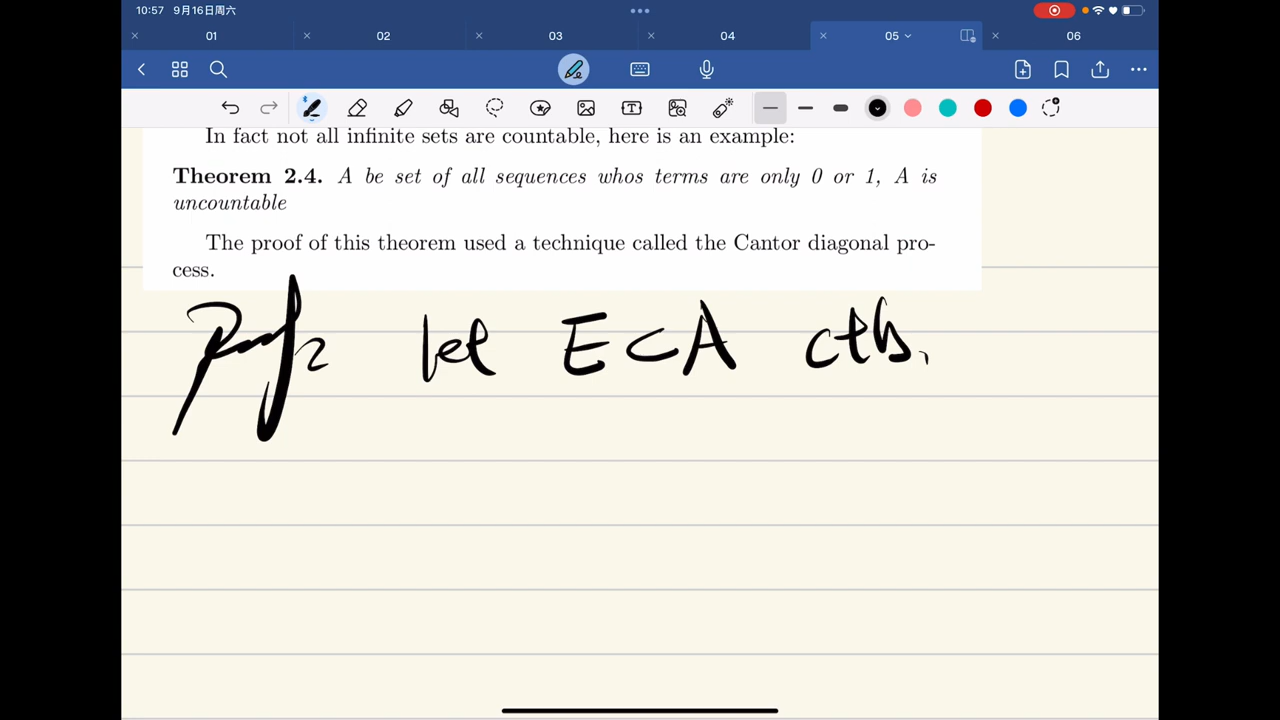 10:57 9月16日周六
01 02 03 04 05 06
In fact not all infinite sets are countable, here is an example:
Theorem 2.4. A be set of all sequences whos terms are only 0 or 1, A is
uncountable
The proof of this theorem used a technique called the Cantor diagonal pro-
cess.
Proof: let E⊂A ctb.